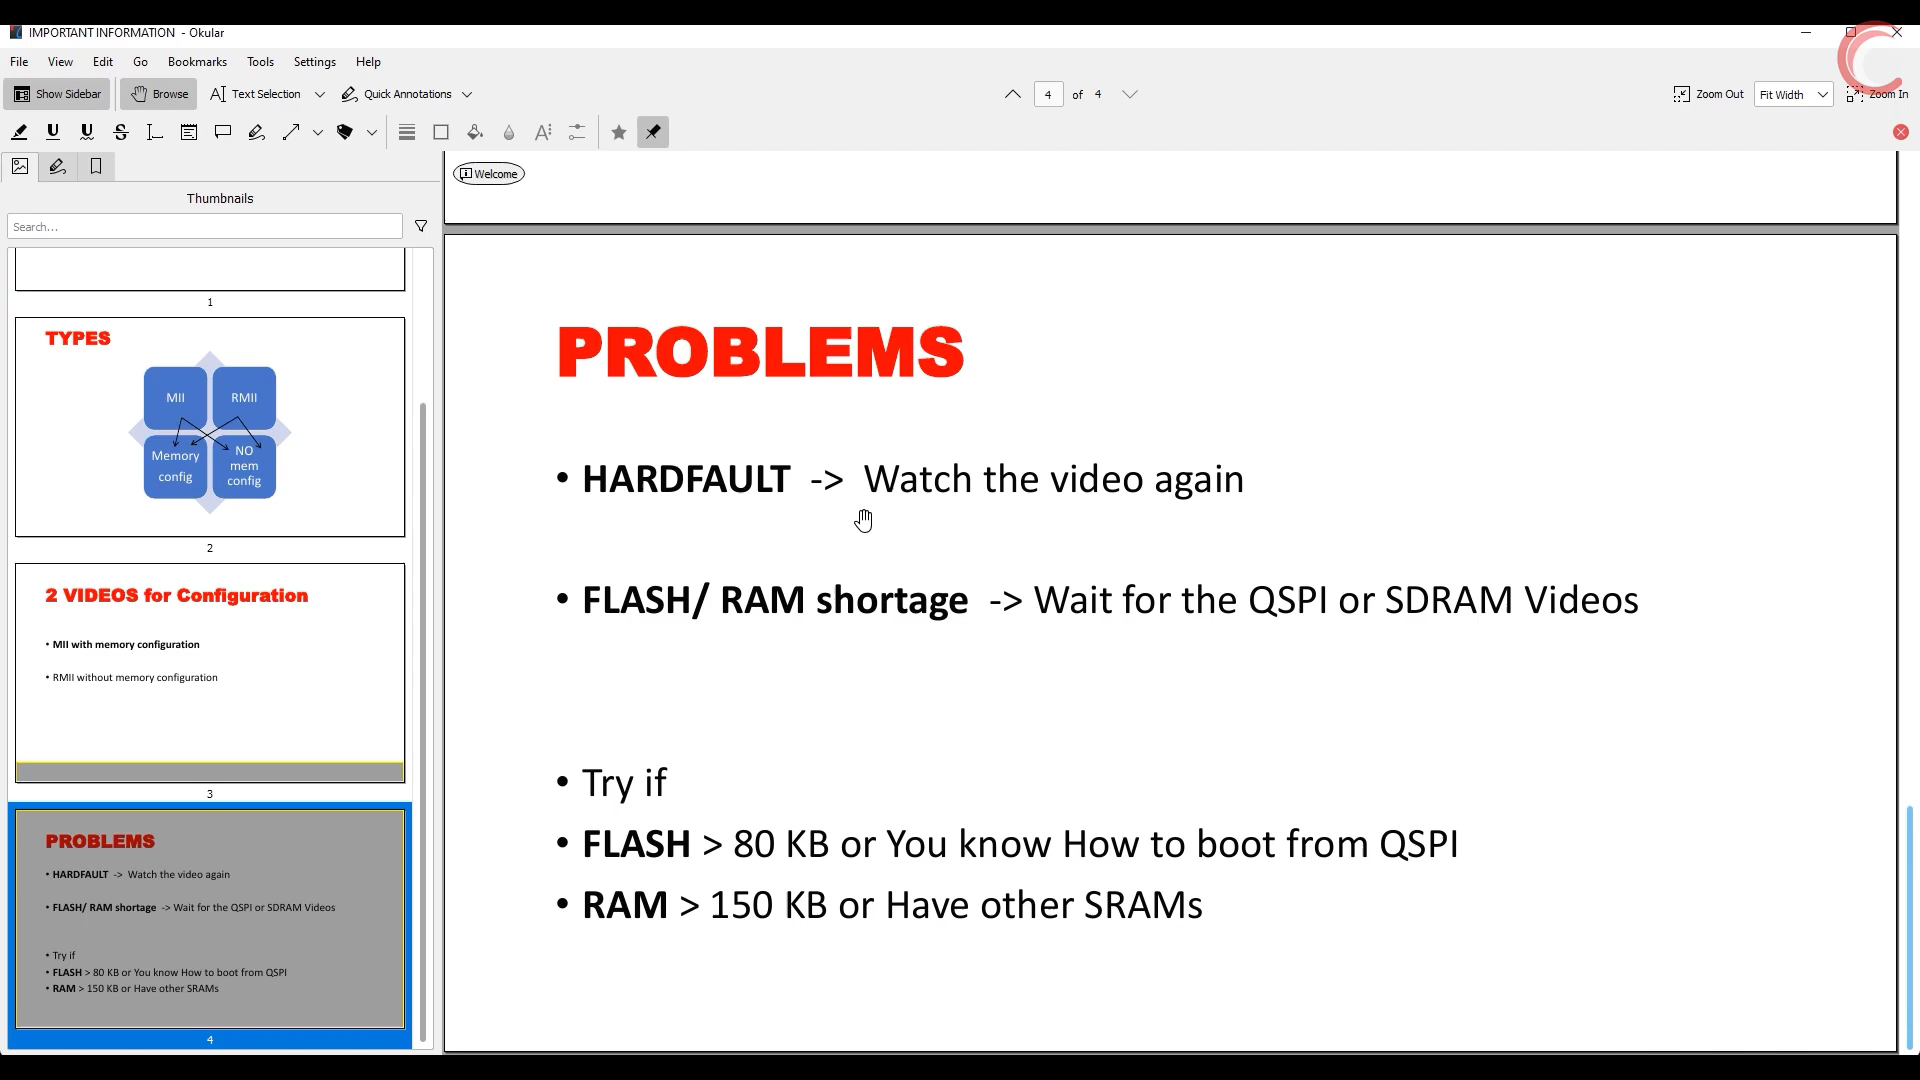 IMPORTANT INFORMATION - Okular
File View Edit Go Bookmarks Tools Settings Help
Show Sidebar Browse Text Selection Quick Annotations 4 of 4 Zoom Out Fit Width Zoom In
Thumbnails
Search...
1
TYPES
MII RMII
Memory config
NO mem config
2
2 VIDEOS for Configuration
• MII with memory configuration
• RMII without memory configuration
3
PROBLEMS
• HARDFAULT -> Watch the video again
• FLASH/ RAM shortage -> Wait for the QSPI or SDRAM Videos
• Try if
• FLASH > 80 KB or You know How to boot from QSPI
• RAM > 150 KB or Have other SRAMs
4
Welcome
PROBLEMS
• HARDFAULT -> Watch the video again
• FLASH/ RAM shortage -> Wait for the QSPI or SDRAM Videos
• Try if
• FLASH > 80 KB or You know How to boot from QSPI
• RAM > 150 KB or Have other SRAMs